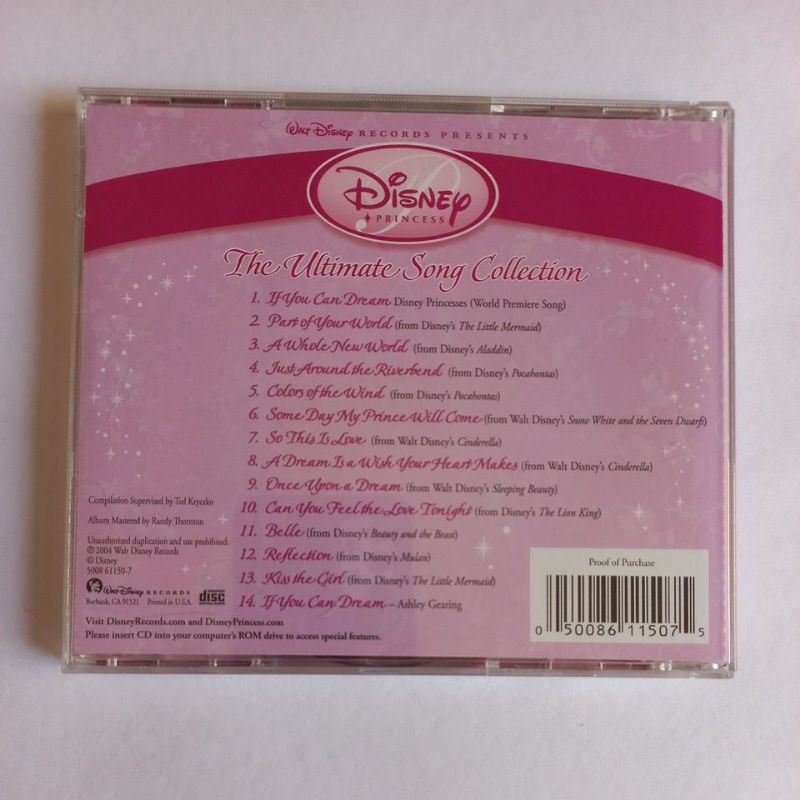 Walt Disney RECORDS PRESENTS
Disney
PRINCESS
The Ultimate Song Collection
1. If You Can Dream Disney Princesses (World Premiere Song)
2. Part of Your World (from Disney's The Little Mermaid)
3. A Whole New World (from Disney's Aladdin)
4. Just Around the Riverbend (from Disney's Pocahontas)
5. Colors of the Wind (from Disney's Pocahontas)
6. Some Day My Prince Will Come (from Walt Disney's Snow White and the Seven Dwarfs)
7. So This Is Love (from Walt Disney's Cinderella)
8. A Dream Is a Wish Your Heart Makes (from Walt Disney's Cinderella)
9. Once Upon a Dream (from Walt Disney's Sleeping Beauty)
10. Can You Feel the Love Tonight (from Disney's The Lion King)
11. Belle (from Disney's Beauty and the Beast)
12. Reflection (from Disney's Mulan)
13. Kiss the Girl (from Disney's The Little Mermaid)
14. If You Can Dream – Ashley Gearing
Compilation Supervised by Ted Kryczko
Album Mastered by Randy Thornton
Unauthorized duplication and use prohibited.
℗ 2004 Walt Disney Records
© Disney
5008 61150-7
Walt Disney RECORDS
Burbank, CA 91521 Printed in U.S.A.
disc
Visit DisneyRecords.com and DisneyPrincess.com
Please insert CD into your computer's ROM drive to access special features.
Proof of Purchase
0 50086 11507 5